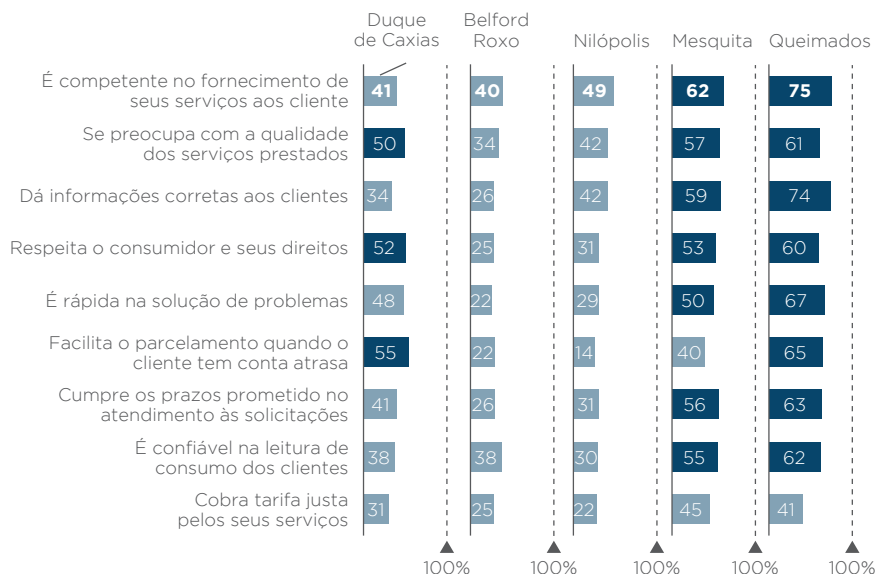 Duque
de Caxias
Belford
Roxo
Nilópolis
Mesquita
Queimados
É competente no fornecimento de
seus serviços aos cliente
41
40
49
62
75
Se preocupa com a qualidade
dos serviços prestados
50
34
42
57
61
Dá informações corretas aos clientes
34
26
42
59
74
Respeita o consumidor e seus direitos
52
25
31
53
60
É rápida na solução de problemas
48
22
29
50
67
Facilita o parcelamento quando o
cliente tem conta atrasa
55
22
14
40
65
Cumpre os prazos prometido no
atendimento às solicitações
41
26
31
56
63
É confiável na leitura de
consumo dos clientes
38
38
30
55
62
Cobra tarifa justa
pelos seus serviços
31
25
22
45
41
100%
100%
100%
100%
100%